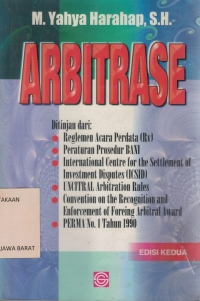 M. Yahya Harahap, S.H.
ARBITRASE
Ditinjau dari:
Reglemen Acara Perdata (Rv)
Peraturan Prosedur BANI
International Centre for the Settlement of
Investment Disputes (ICSID)
UNCITRAL Arbitration Rules
Convention on the Recognition and
Enforcement of Foreing Arbitral Award
PERMA No. 1 Tahun 1990
TAKAAN
JAWA BARAT
EDISI KEDUA